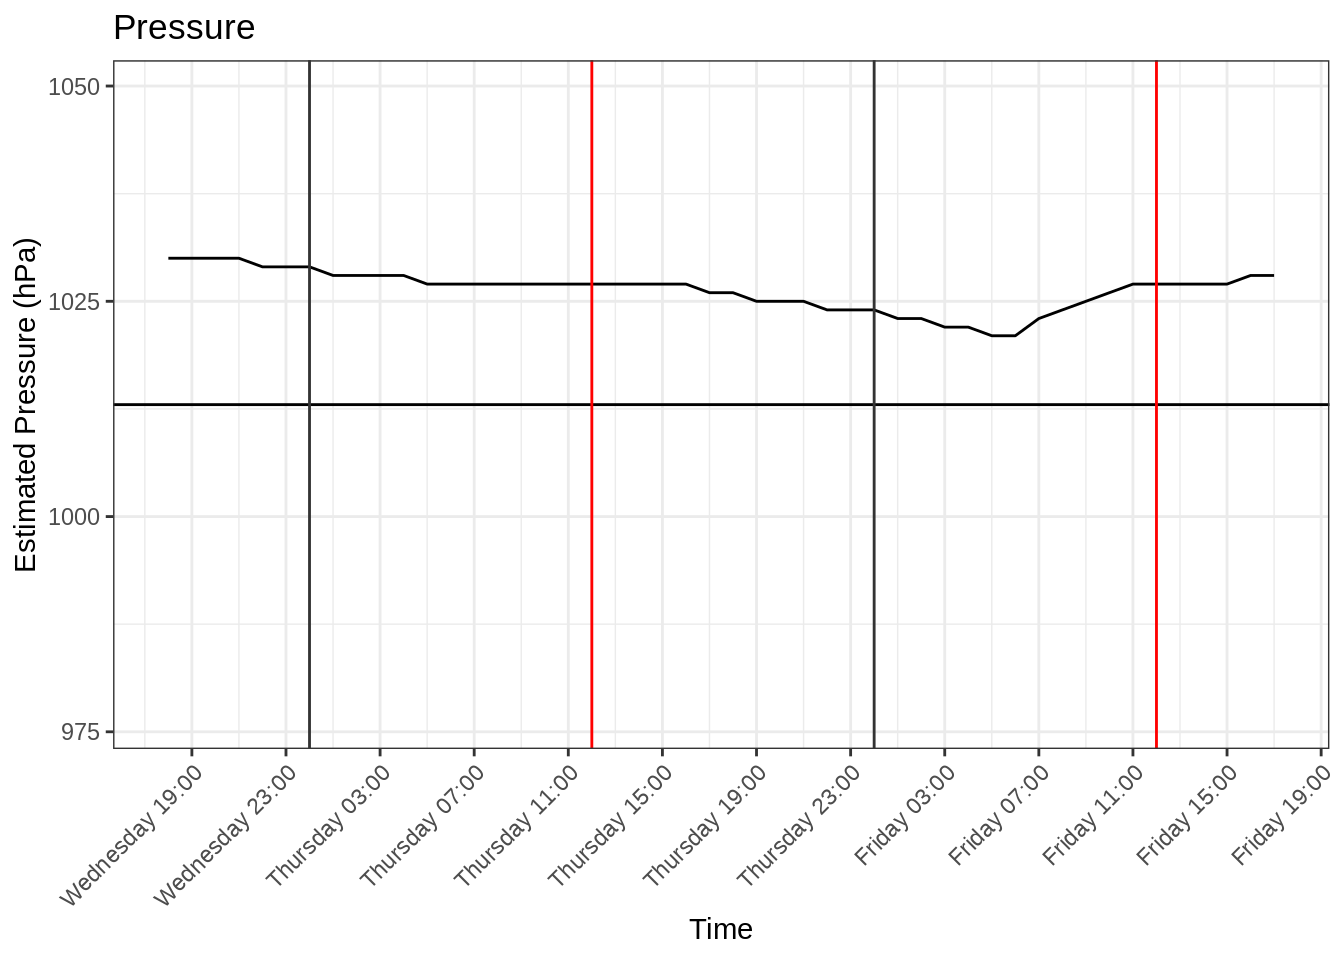 Pressure
Estimated Pressure (hPa)
1050
1025
1000
975
Wednesday 19:00
Wednesday 23:00
Thursday 03:00
Thursday 07:00
Thursday 11:00
Thursday 15:00
Thursday 19:00
Thursday 23:00
Friday 03:00
Friday 07:00
Friday 11:00
Friday 15:00
Friday 19:00
Time